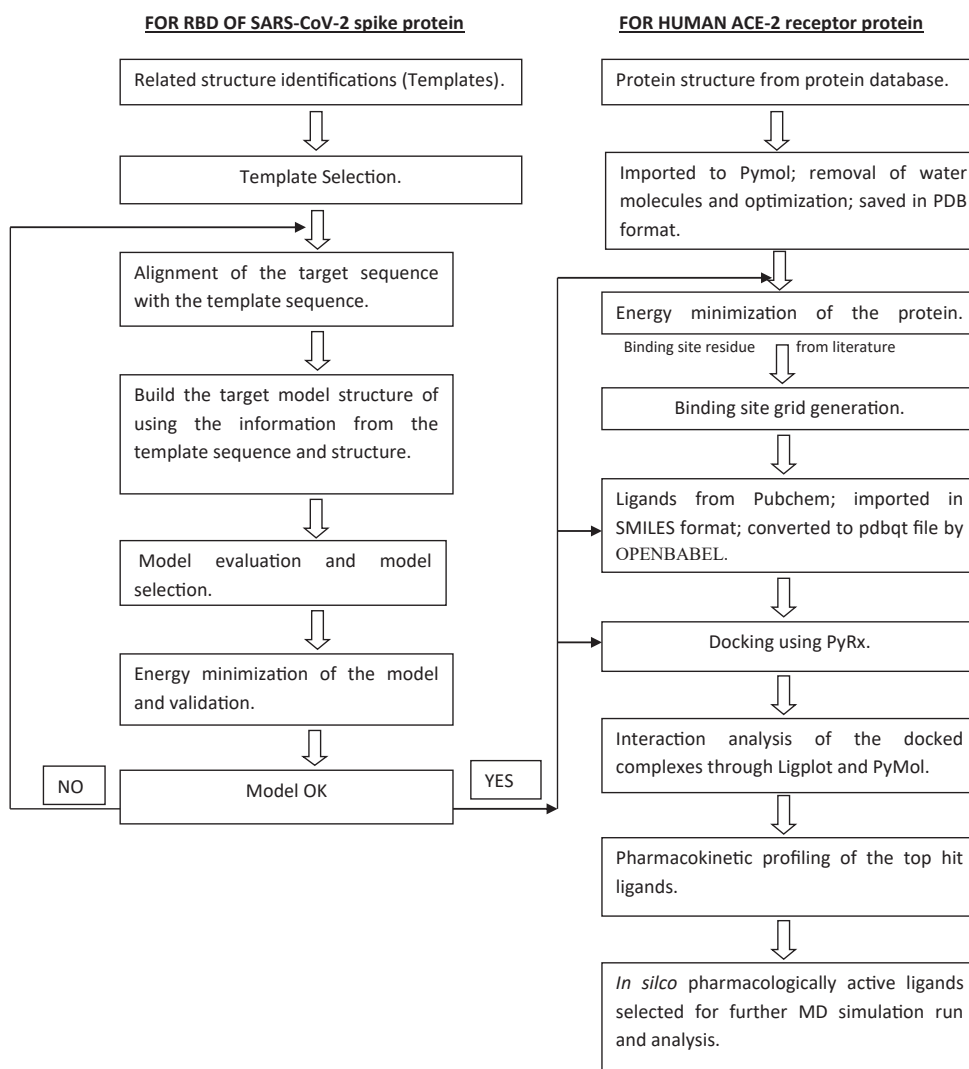 FOR RBD OF SARS-CoV-2 spike protein
Related structure identifications (Templates).
Template Selection.
Alignment of the target sequence
with the template sequence.
Build the target model structure of
using the information from the
template sequence and structure.
Model evaluation and model
selection.
Energy minimization of the model
and validation.
NO
Model OK
YES
FOR HUMAN ACE-2 receptor protein
Protein structure from protein database.
Imported to Pymol; removal of water
molecules and optimization; saved in PDB
format.
Energy minimization of the protein.
Binding site residue from literature
Binding site grid generation.
Ligands from Pubchem; imported in
SMILES format; converted to pdbqt file by
OPENBABEL.
Docking using PyRx.
Interaction analysis of the docked
complexes through Ligplot and PyMol.
Pharmacokinetic profiling of the top hit
ligands.
In silco pharmacologically active ligands
selected for further MD simulation run
and analysis.